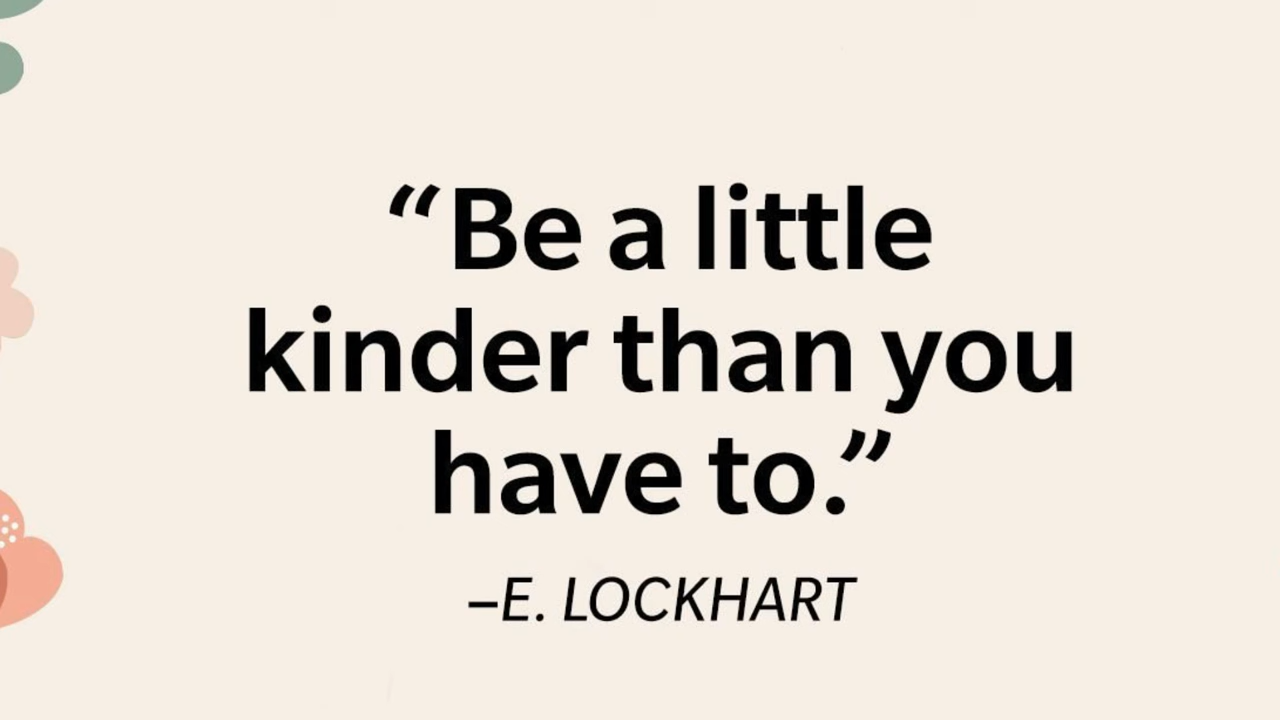 “Be a little
kinder than you
have to.”
–E. LOCKHART